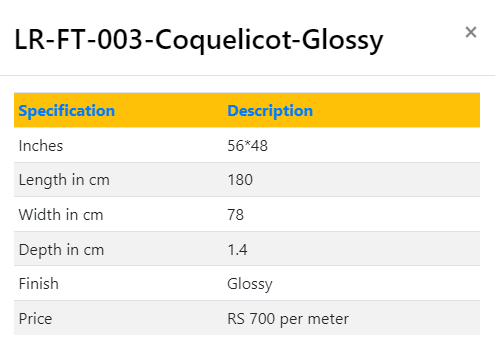 LR-FT-003-Coquelicot-Glossy ×
Specification Description
Inches 56*48
Length in cm 180
Width in cm 78
Depth in cm 1.4
Finish Glossy
Price RS 700 per meter